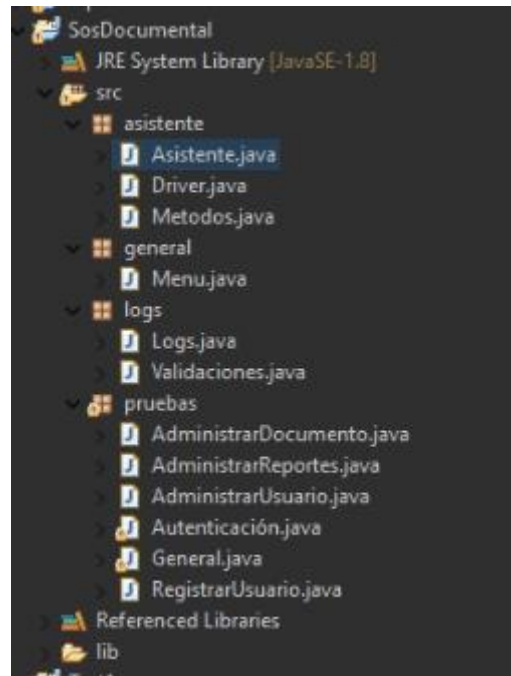 SosDocumental
JRE System Library [JavaSE-1.8]
src
asistente
Asistente.java
Driver.java
Metodos.java
general
Menu.java
logs
Logs.java
Validaciones.java
pruebas
AdministrarDocumento.java
AdministrarReportes.java
AdministrarUsuario.java
Autenticación.java
General.java
RegistrarUsuario.java
Referenced Libraries
lib